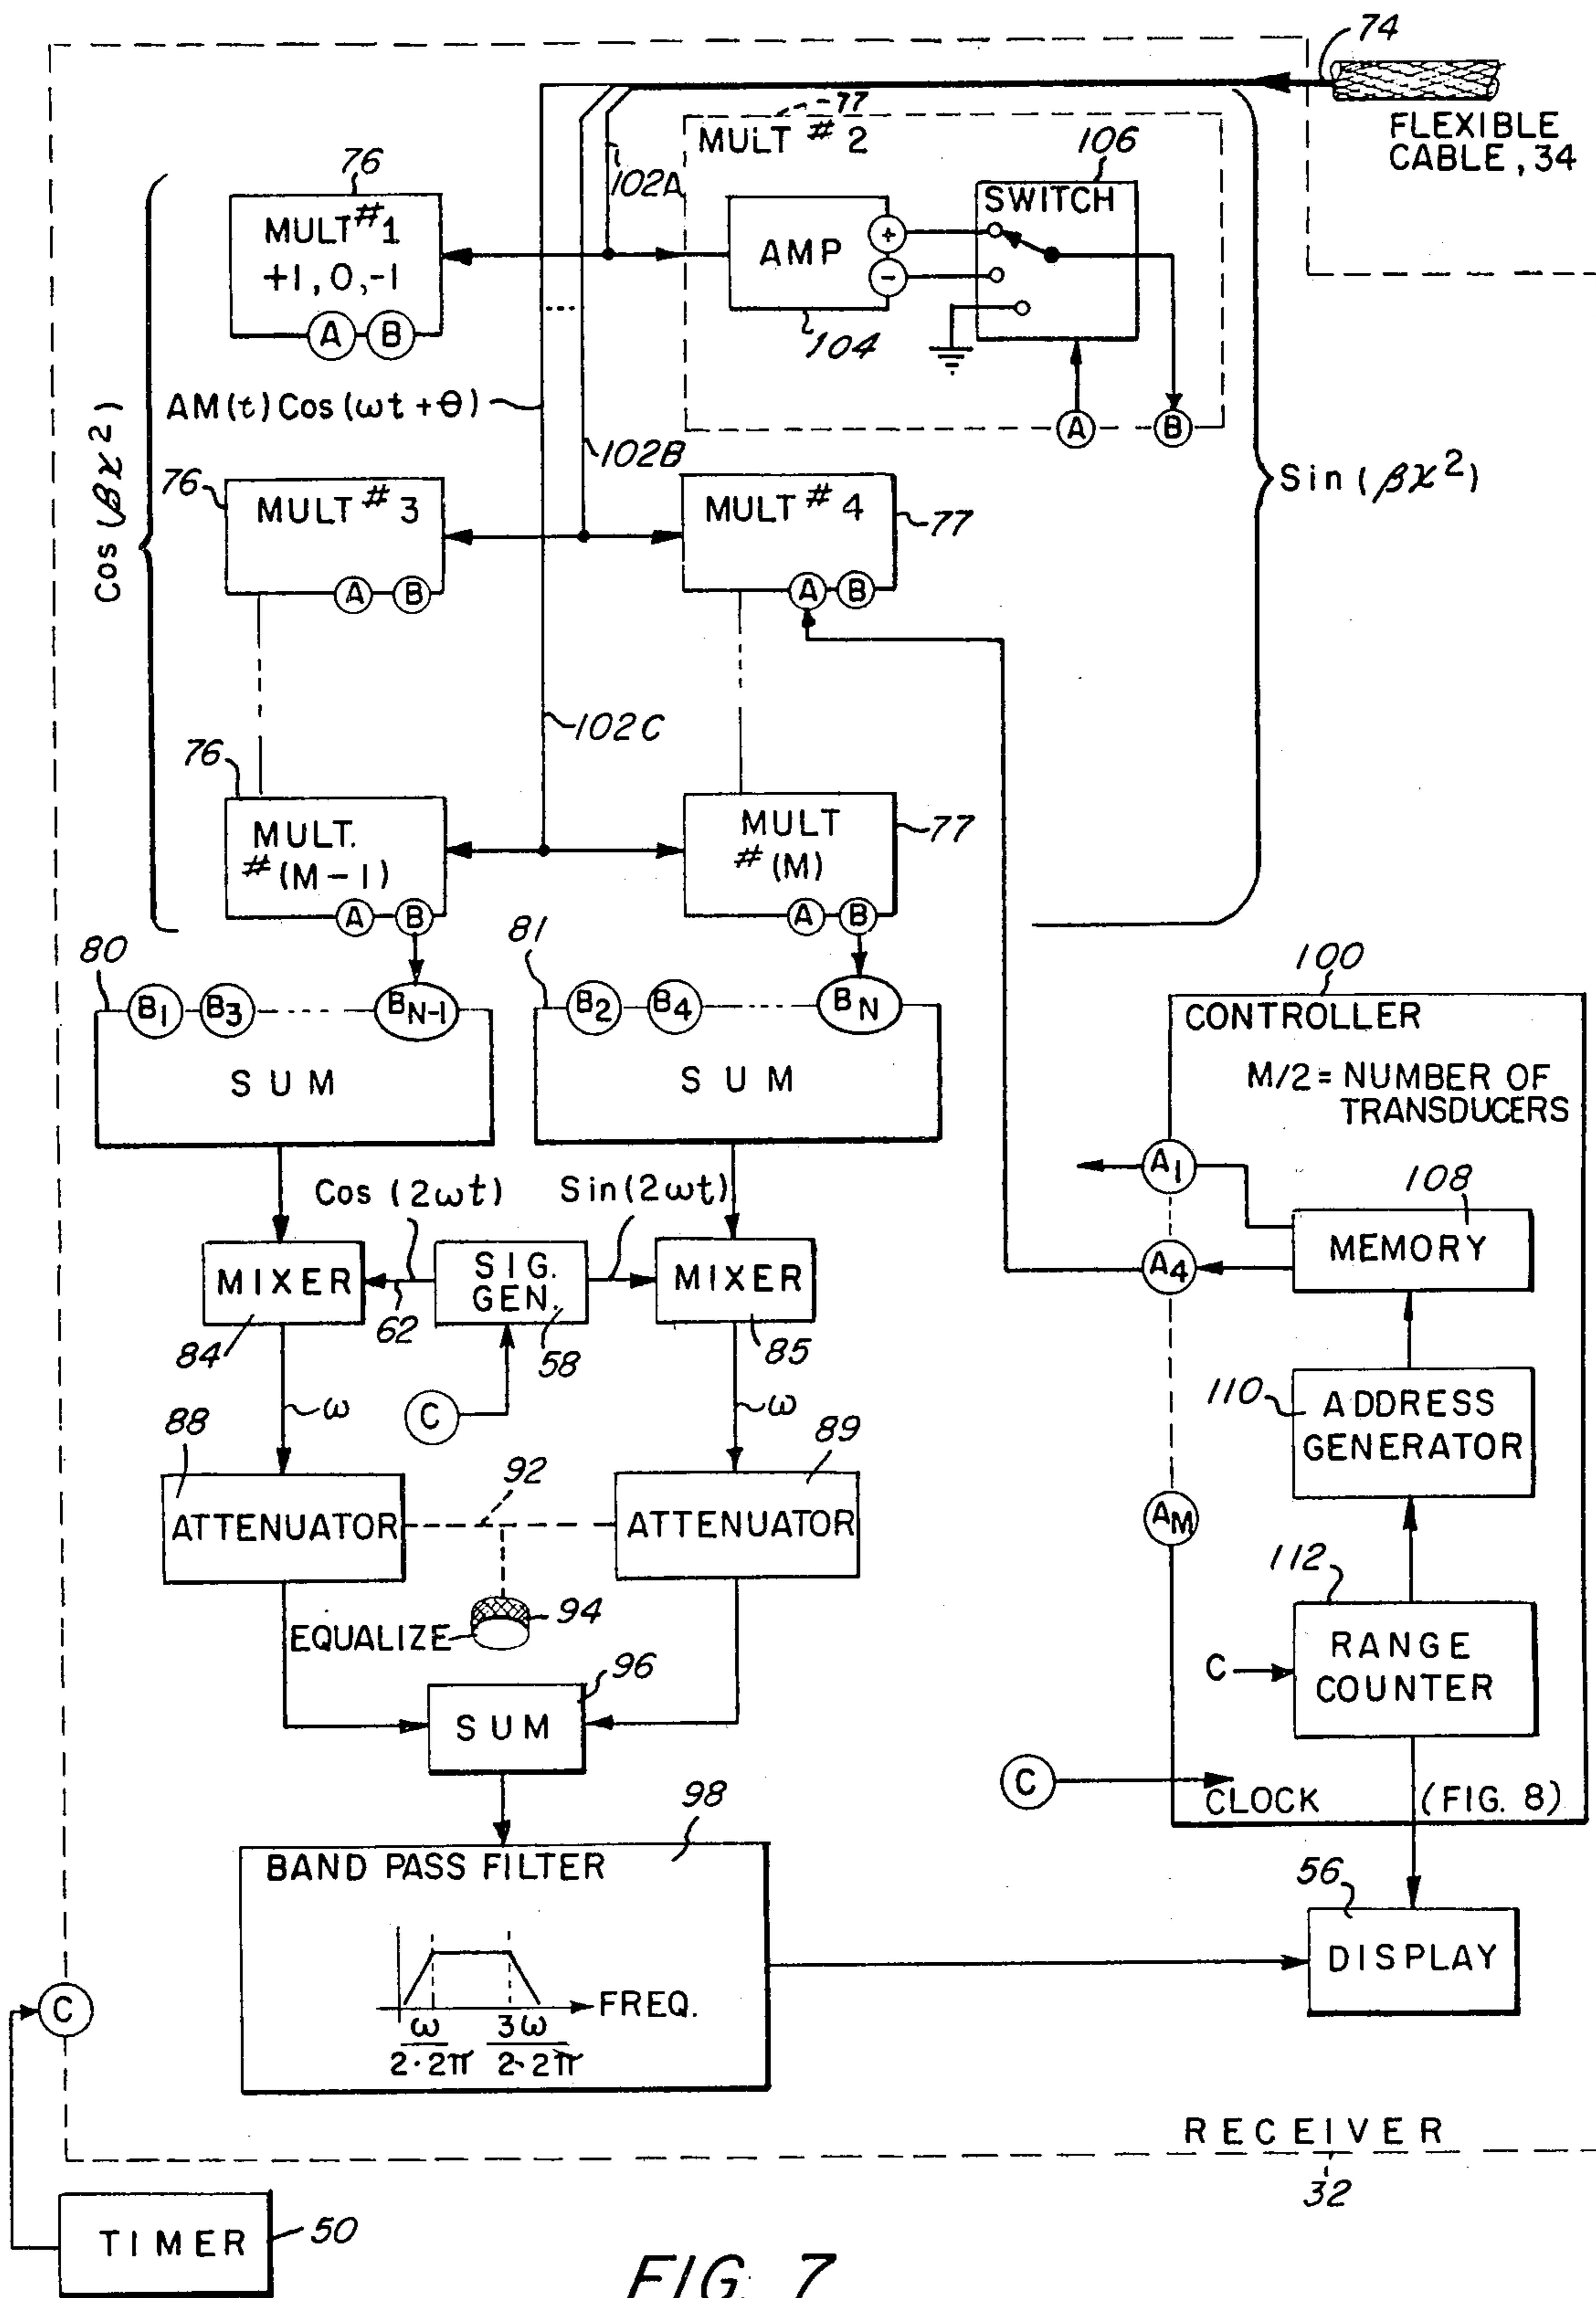 74
FLEXIBLE
CABLE, 34
77
MULT # 2
106
SWITCH
102A
76
MULT #1
+1, 0, -1
A B
AMP
+
-
104
A B
AM(t) Cos (ωt + θ)
102B
Cos (βx²)
Sin (βx²)
76
MULT # 3
A B
MULT # 4
77
A B
102C
76
MULT.
# (M-1)
A B
MULT
# (M)
77
A B
80
B1 B3 BN-1
SUM
81
B2 B4 BN
SUM
100
CONTROLLER
M/2 = NUMBER OF
TRANSDUCERS
A1
108
MEMORY
A4
Cos (2ωt)
Sin (2ωt)
MIXER
84
62
SIG.
GEN.
58
MIXER
85
C
ω
ω
110
ADDRESS
GENERATOR
88
ATTENUATOR
92
89
ATTENUATOR
AM
EQUALIZE
94
112
C
RANGE
COUNTER
96
SUM
C
CLOCK
(FIG. 8)
98
BAND PASS FILTER
FREQ.
ω
2·2π
3ω
2·2π
56
DISPLAY
C
RECEIVER
32
TIMER
50
FIG. 7